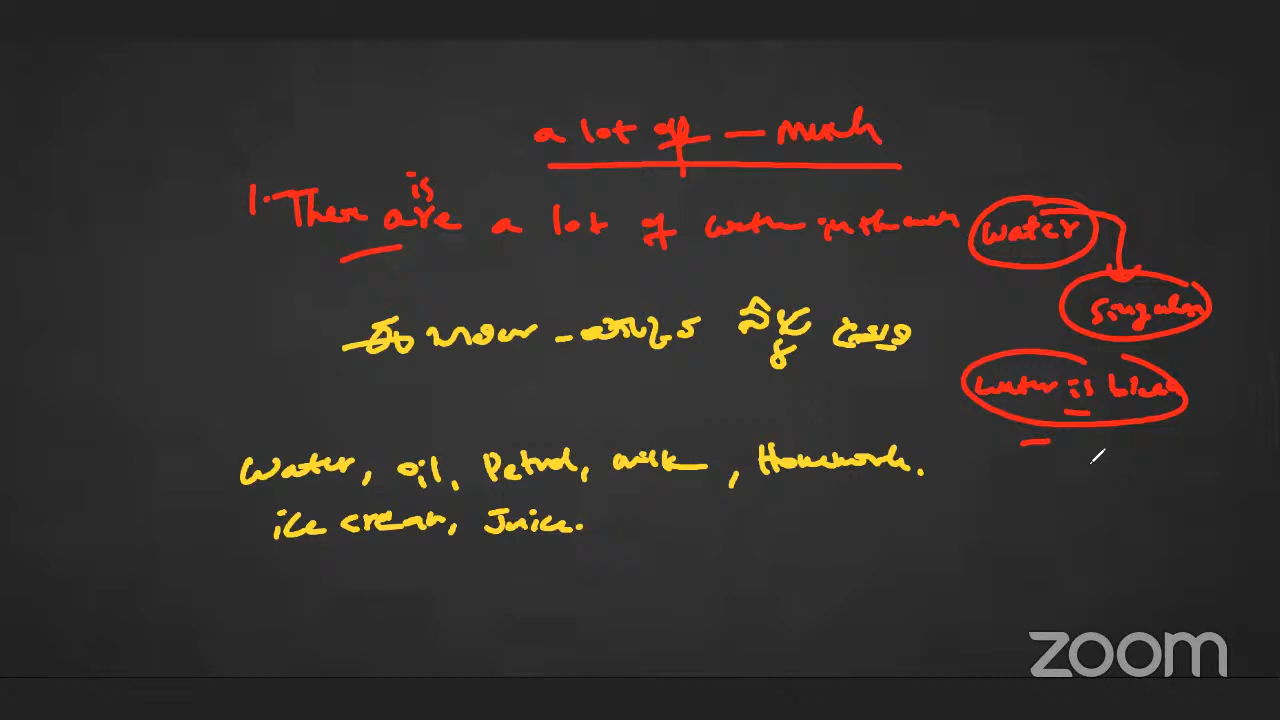 a lot of — much
is
1. There are a lot of water in the
water
Singular
water is
Water, oil, Petrol, milk, Homework.
ice cream, Juice.
zoom